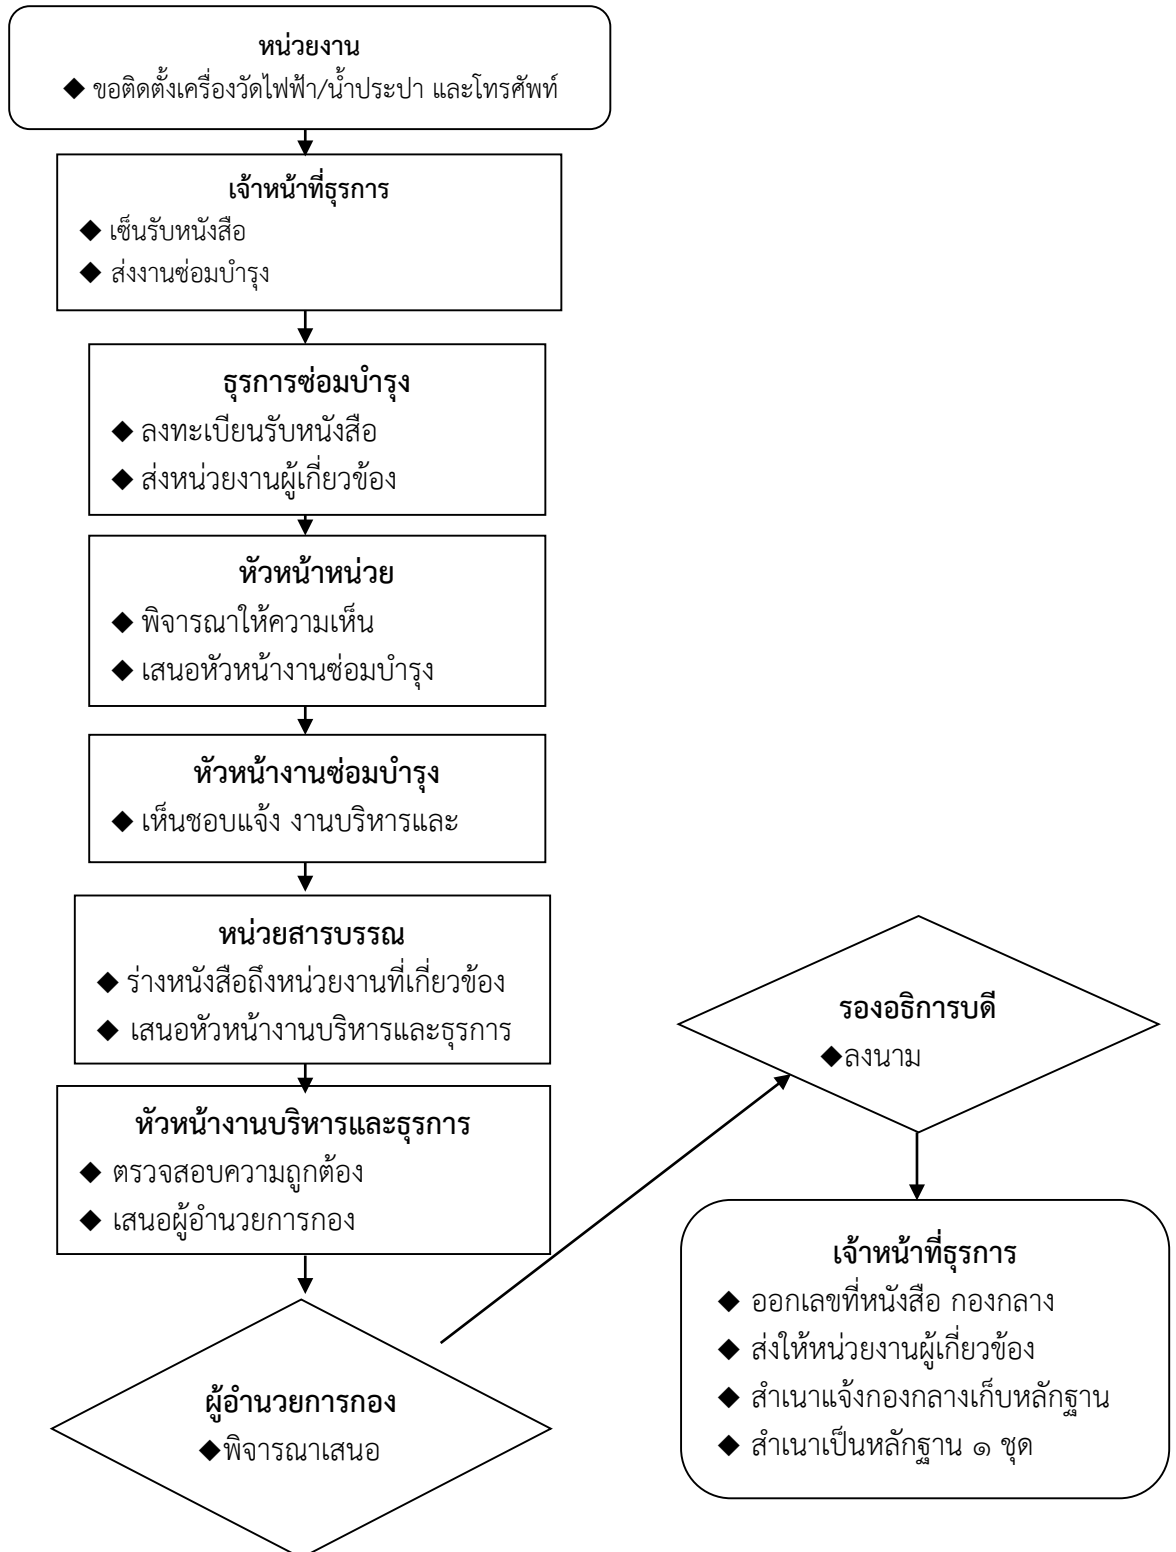 หน่วยงาน
◆ ขอติดตั้งเครื่องวัดไฟฟ้า/น้ำประปา และโทรศัพท์
เจ้าหน้าที่ธุรการ
◆ เซ็นรับหนังสือ
◆ ส่งงานซ่อมบำรุง
ธุรการซ่อมบำรุง
◆ ลงทะเบียนรับหนังสือ
◆ ส่งหน่วยงานผู้เกี่ยวข้อง
หัวหน้าหน่วย
◆ พิจารณาให้ความเห็น
◆ เสนอหัวหน้างานซ่อมบำรุง
หัวหน้างานซ่อมบำรุง
◆ เห็นชอบแจ้ง งานบริหารและ
หน่วยสารบรรณ
◆ ร่างหนังสือถึงหน่วยงานที่เกี่ยวข้อง
◆ เสนอหัวหน้างานบริหารและธุรการ
หัวหน้างานบริหารและธุรการ
◆ ตรวจสอบความถูกต้อง
◆ เสนอผู้อำนวยการกอง
ผู้อำนวยการกอง
◆พิจารณาเสนอ
รองอธิการบดี
◆ลงนาม
เจ้าหน้าที่ธุรการ
◆ ออกเลขที่หนังสือ กองกลาง
◆ ส่งให้หน่วยงานผู้เกี่ยวข้อง
◆ สำเนาแจ้งกองกลางเก็บหลักฐาน
◆ สำเนาเป็นหลักฐาน ๑ ชุด